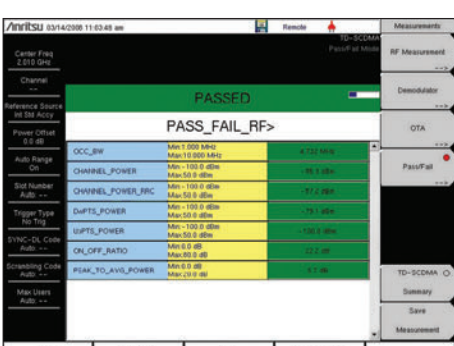 Anritsu 03/14/2008 11:03:45 am
Remote
Measurements
TD-SCDMA
Pass/Fail Mode
Center Freq
2.010 GHz
Channel
--
Reference Source
Int Std Accy
Power Offset
0.0 dB
Auto Range
On
Slot Number
Auto --
Trigger Type
No Trig
SYNC-DL Code
Auto --
Scrambling Code
Auto --
Max Users
Auto --
PASSED
PASS_FAIL_RF>
OCC_BW
Min:1.000 MHz
Max:10.000 MHz
4.732 MHz
CHANNEL_POWER
Min:-100.0 dBm
Max:50.0 dBm
CHANNEL_POWER_RRC
Min:-100.0 dBm
Max:50.0 dBm
DwPTS_POWER
Min:-100.0 dBm
Max:50.0 dBm
UpPTS_POWER
Min:-100.0 dBm
Max:50.0 dBm
ON_OFF_RATIO
Min:0.0 dB
Max:80.0 dB
PEAK_TO_AVG_POWER
Min:0.0 dB
Max:20.0 dB
RF Measurement
-->
Demodulator
-->
OTA
-->
Pass/Fail
-->
TD-SCDMA
Summary
Save
Measurement